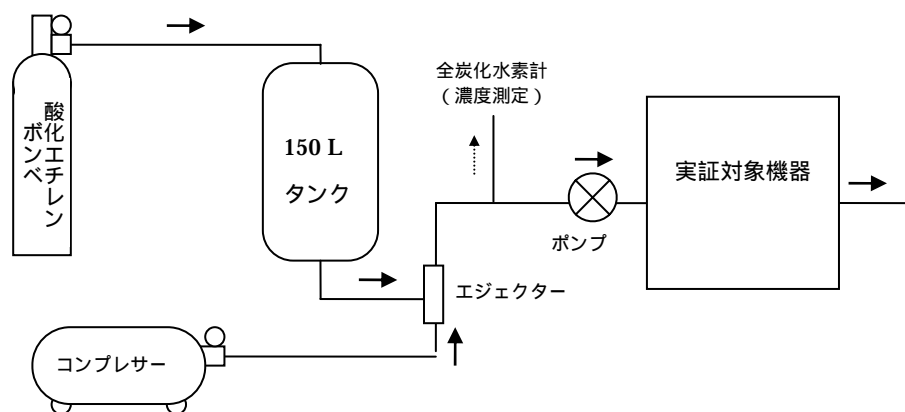 酸化エチレン
ボンベ
150 L
タンク
全炭化水素計
（濃度測定）
実証対象機器
ポンプ
エジェクター
コンプレサー